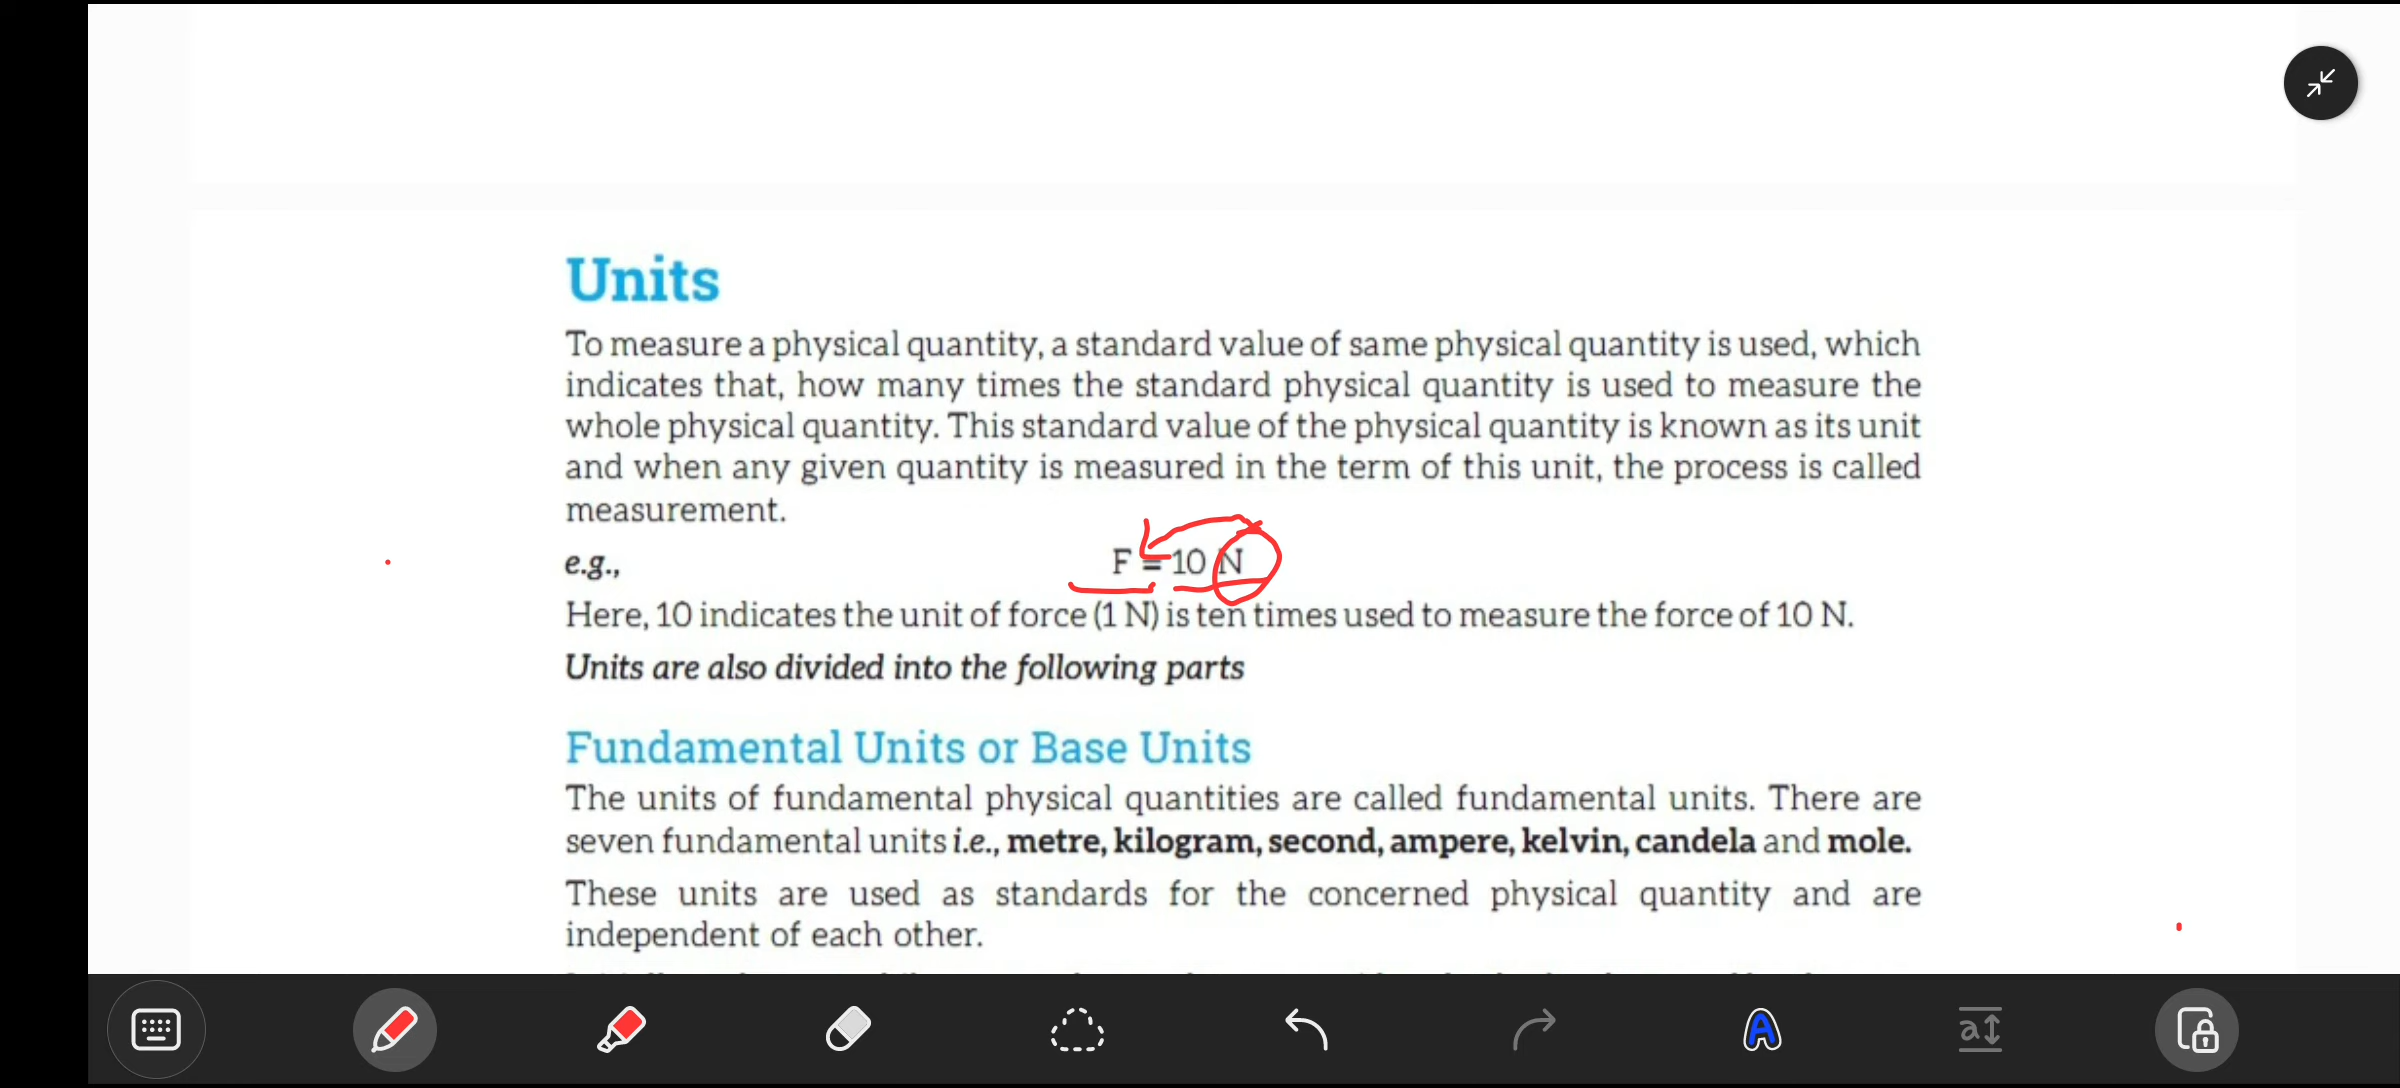 Units
To measure a physical quantity, a standard value of same physical quantity is used, which
indicates that, how many times the standard physical quantity is used to measure the
whole physical quantity. This standard value of the physical quantity is known as its unit
and when any given quantity is measured in the term of this unit, the process is called
measurement.
e.g., F = 10 N
Here, 10 indicates the unit of force (1 N) is ten times used to measure the force of 10 N.
Units are also divided into the following parts
Fundamental Units or Base Units
The units of fundamental physical quantities are called fundamental units. There are
seven fundamental units i.e., metre, kilogram, second, ampere, kelvin, candela and mole.
These units are used as standards for the concerned physical quantity and are
independent of each other.
A a